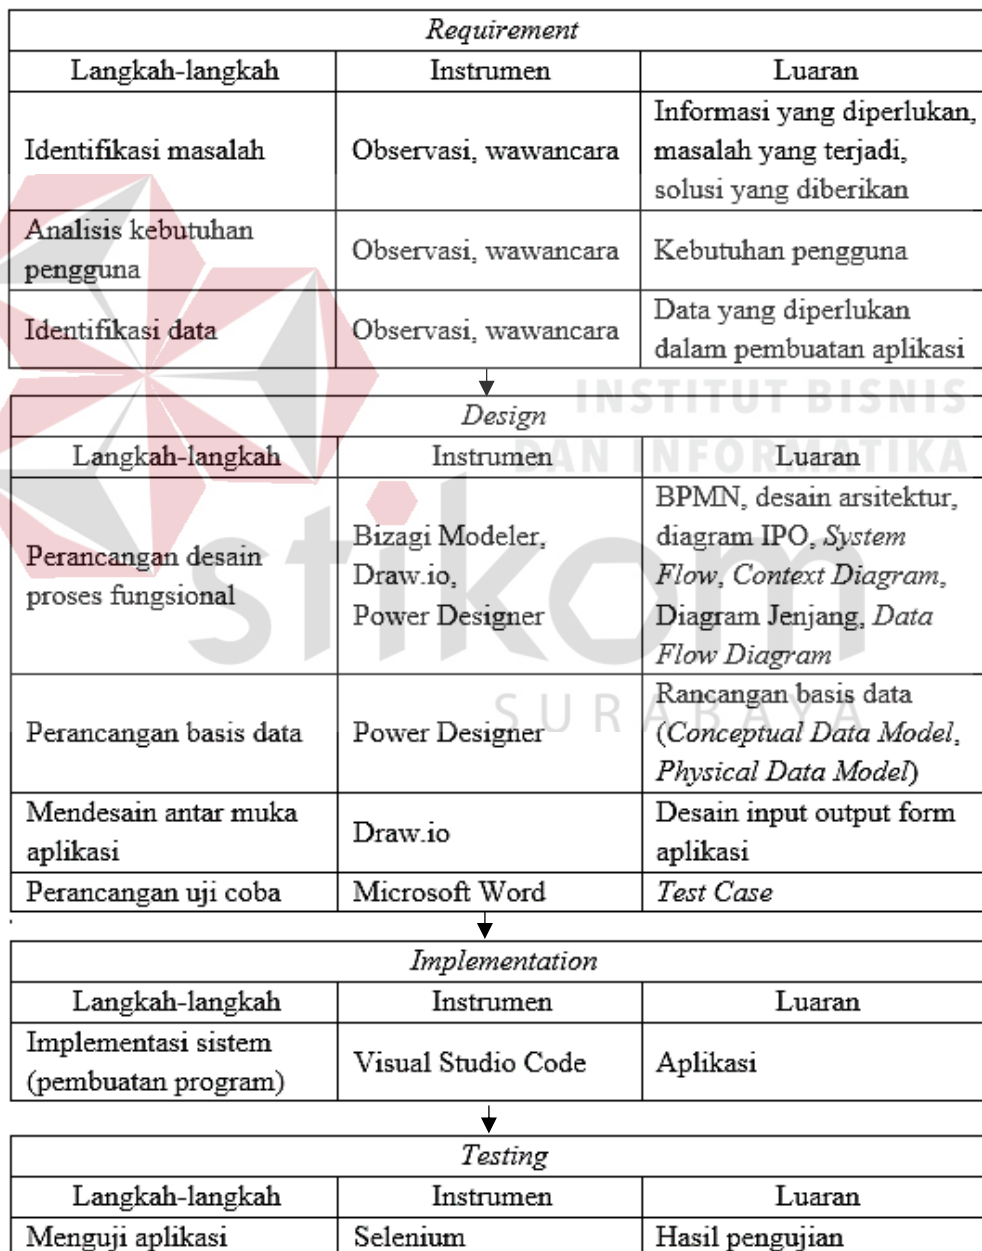 Requirement
Langkah-langkah Instrumen Luaran
Identifikasi masalah
Observasi, wawancara
Informasi yang diperlukan,
masalah yang terjadi,
solusi yang diberikan
Analisis kebutuhan
pengguna
Observasi, wawancara
Kebutuhan pengguna
Identifikasi data
Observasi, wawancara
Data yang diperlukan
dalam pembuatan aplikasi
INSTITUT BISNIS
DAN INFORMATIKA
stikom
SURABAYA
Design
Langkah-langkah Instrumen Luaran
Perancangan desain
proses fungsional
Bizagi Modeler,
Draw.io,
Power Designer
BPMN, desain arsitektur,
diagram IPO, System
Flow, Context Diagram,
Diagram Jenjang, Data
Flow Diagram
Perancangan basis data
Power Designer
Rancangan basis data
(Conceptual Data Model,
Physical Data Model)
Mendesain antar muka
aplikasi
Draw.io
Desain input output form
aplikasi
Perancangan uji coba
Microsoft Word
Test Case
Implementation
Langkah-langkah Instrumen Luaran
Implementasi sistem
(pembuatan program)
Visual Studio Code
Aplikasi
Testing
Langkah-langkah Instrumen Luaran
Menguji aplikasi
Selenium
Hasil pengujian